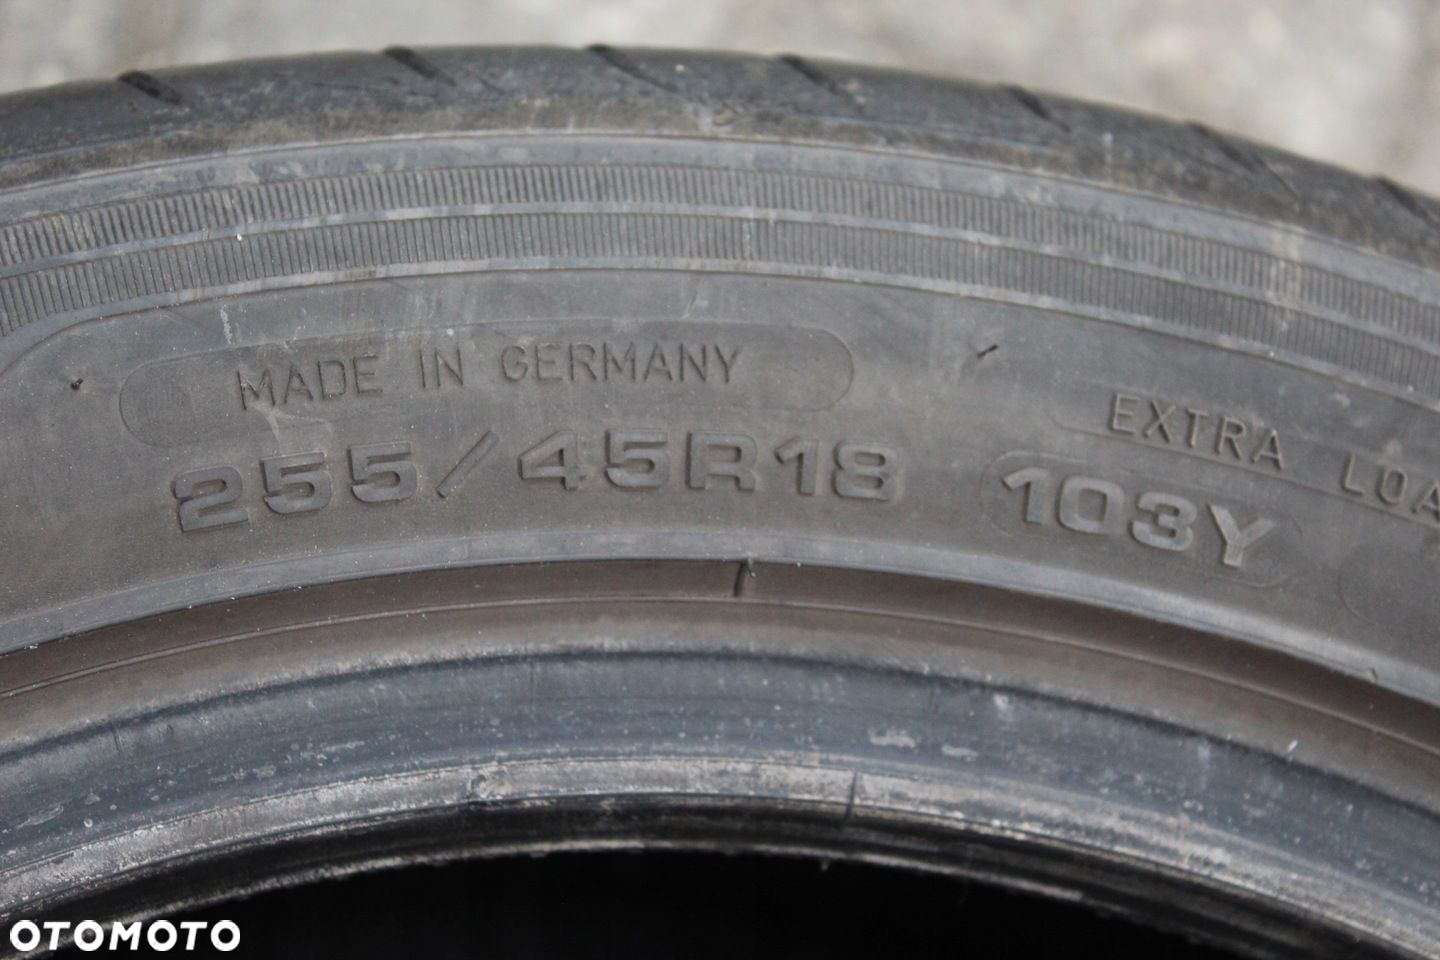 MADE IN GERMANY
255/45R18 103Y
EXTRA
OTOMOTO